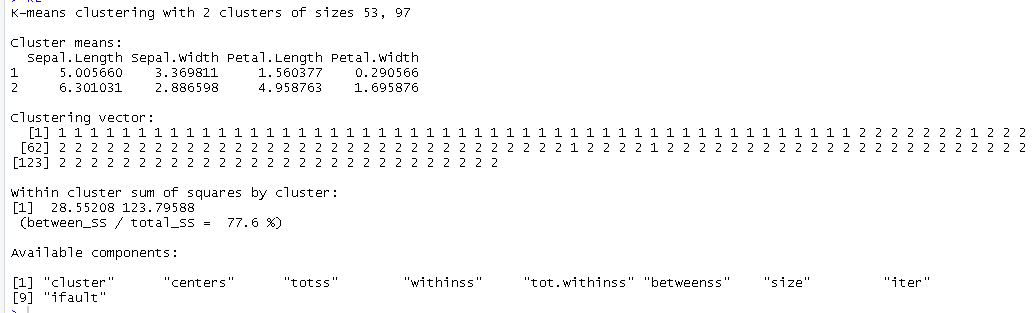 K-means clustering with 2 clusters of sizes 53, 97
Cluster means:
Sepal.Length Sepal.Width Petal.Length Petal.Width
1 5.005660 3.369811 1.560377 0.290566
2 6.301031 2.886598 4.958763 1.695876
Clustering vector:
[1] 1 1 1 1 1 1 1 1 1 1 1 1 1 1 1 1 1 1 1 1 1 1 1 1 1 1 1 1 1 1 1 1 1 1 1 1 1 1 1 1 1 1 1 1 1 1 1 1 1 1 2 2 2 2 2 2 2 1 2 2 2
[62] 2 2 2 2 2 2 2 2 2 2 2 2 2 2 2 2 2 2 2 2 2 2 2 2 2 2 2 2 2 2 2 2 1 2 2 2 2 1 2 2 2 2 2 2 2 2 2 2 2 2 2 2 2 2 2 2 2 2 2 2 2
[123] 2 2 2 2 2 2 2 2 2 2 2 2 2 2 2 2 2 2 2 2 2 2 2 2 2 2 2 2
Within cluster sum of squares by cluster:
[1] 28.55208 123.79588
(between_SS / total_SS = 77.6 %)
Available components:
[1] "cluster" "centers" "totss" "withinss" "tot.withinss" "betweenss" "size" "iter"
[9] "ifault"
>